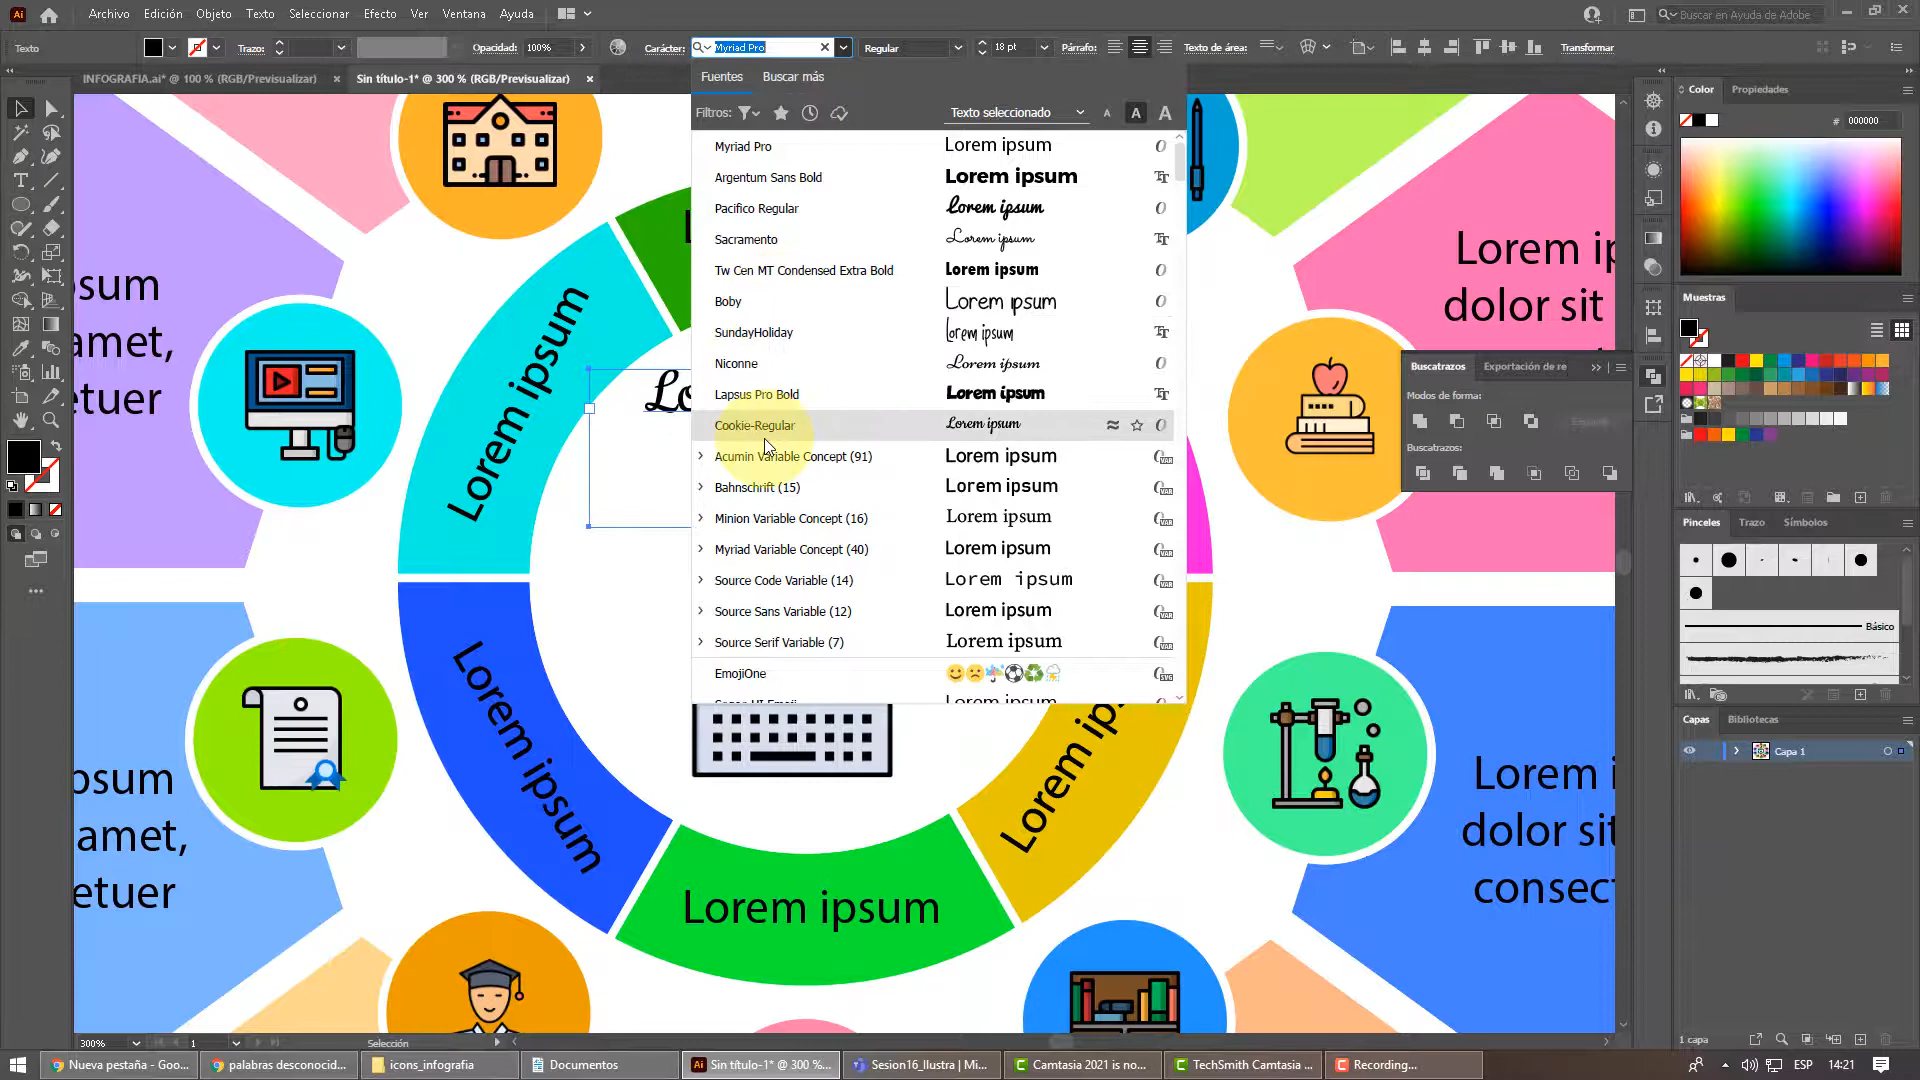 Ai
Archivo
Edición
Objeto
Texto
Seleccionar
Efecto
Ver
Ventana
Ayuda
Buscar en Ayuda de Adobe
Texto
Trazo:
Opacidad:
100%
Carácter:
Myriad Pro
Regular
18 pt
Párrafo:
Texto de área:
Transformar
INFOGRAFIA.ai* @ 100 % (RGB/Previsualizar)
Sin título-1* @ 300 % (RGB/Previsualizar)
Fuentes
Buscar más
Filtros:
Texto seleccionado
A
A
A
Myriad Pro
Lorem ipsum
Argentum Sans Bold
Lorem ipsum
Pacifico Regular
Lorem ipsum
Sacramento
Lorem ipsum
Tw Cen MT Condensed Extra Bold
Lorem ipsum
Boby
Lorem ipsum
SundayHoliday
Lorem ipsum
Niconne
Lorem ipsum
Lapsus Pro Bold
Lorem ipsum
Cookie-Regular
Lorem ipsum
Acumin Variable Concept (91)
Lorem ipsum
Bahnschrift (15)
Lorem ipsum
Minion Variable Concept (16)
Lorem ipsum
Myriad Variable Concept (40)
Lorem ipsum
Source Code Variable (14)
Lorem ipsum
Source Sans Variable (12)
Lorem ipsum
Source Serif Variable (7)
Lorem ipsum
EmojiOne
psum
amet,
etuer
Lorem ipsum
Lo
Lorem ip
dolor sit
Lorem ipsum
Lorem ipsum
Lorem ips
psum
amet,
etuer
Lorem i
dolor sit
consect
Color
Propiedades
#
000000
Muestras
Buscatrazos
Exportación de re
Modos de forma:
Buscatrazos:
Pinceles
Trazo
Símbolos
Básico
Capas
Bibliotecas
Capa 1
1 capa
300%
1
Selección
Nueva pestaña - Goo...
palabras desconocid...
icons_infografia
Documentos
Sin título-1* @ 300 %...
Sesion16_Ilustra | Mi...
Camtasia 2021 is no...
TechSmith Camtasia ...
Recording...
ESP
14:21